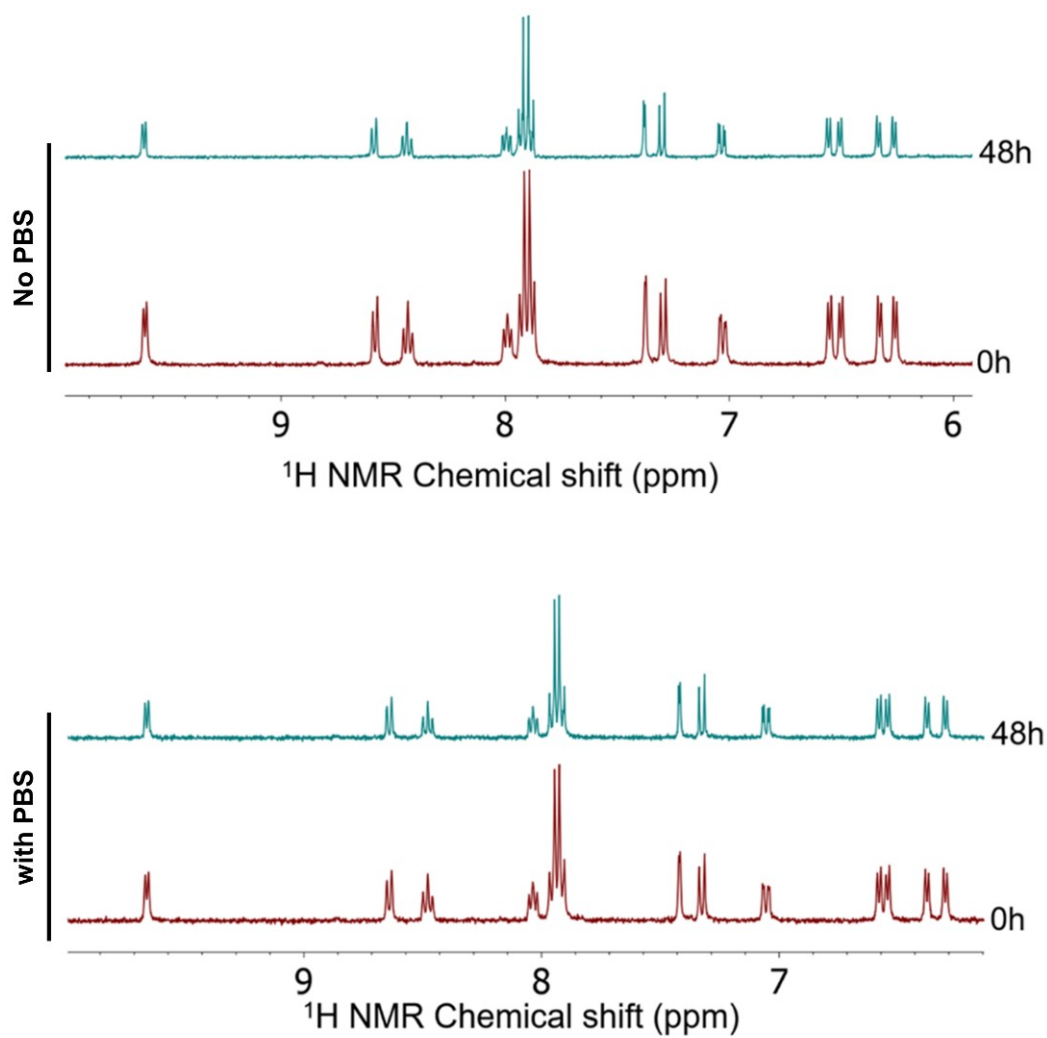 No PBS
48h
0h
9 8 7 6
¹H NMR Chemical shift (ppm)
with PBS
48h
0h
9 8 7
¹H NMR Chemical shift (ppm)